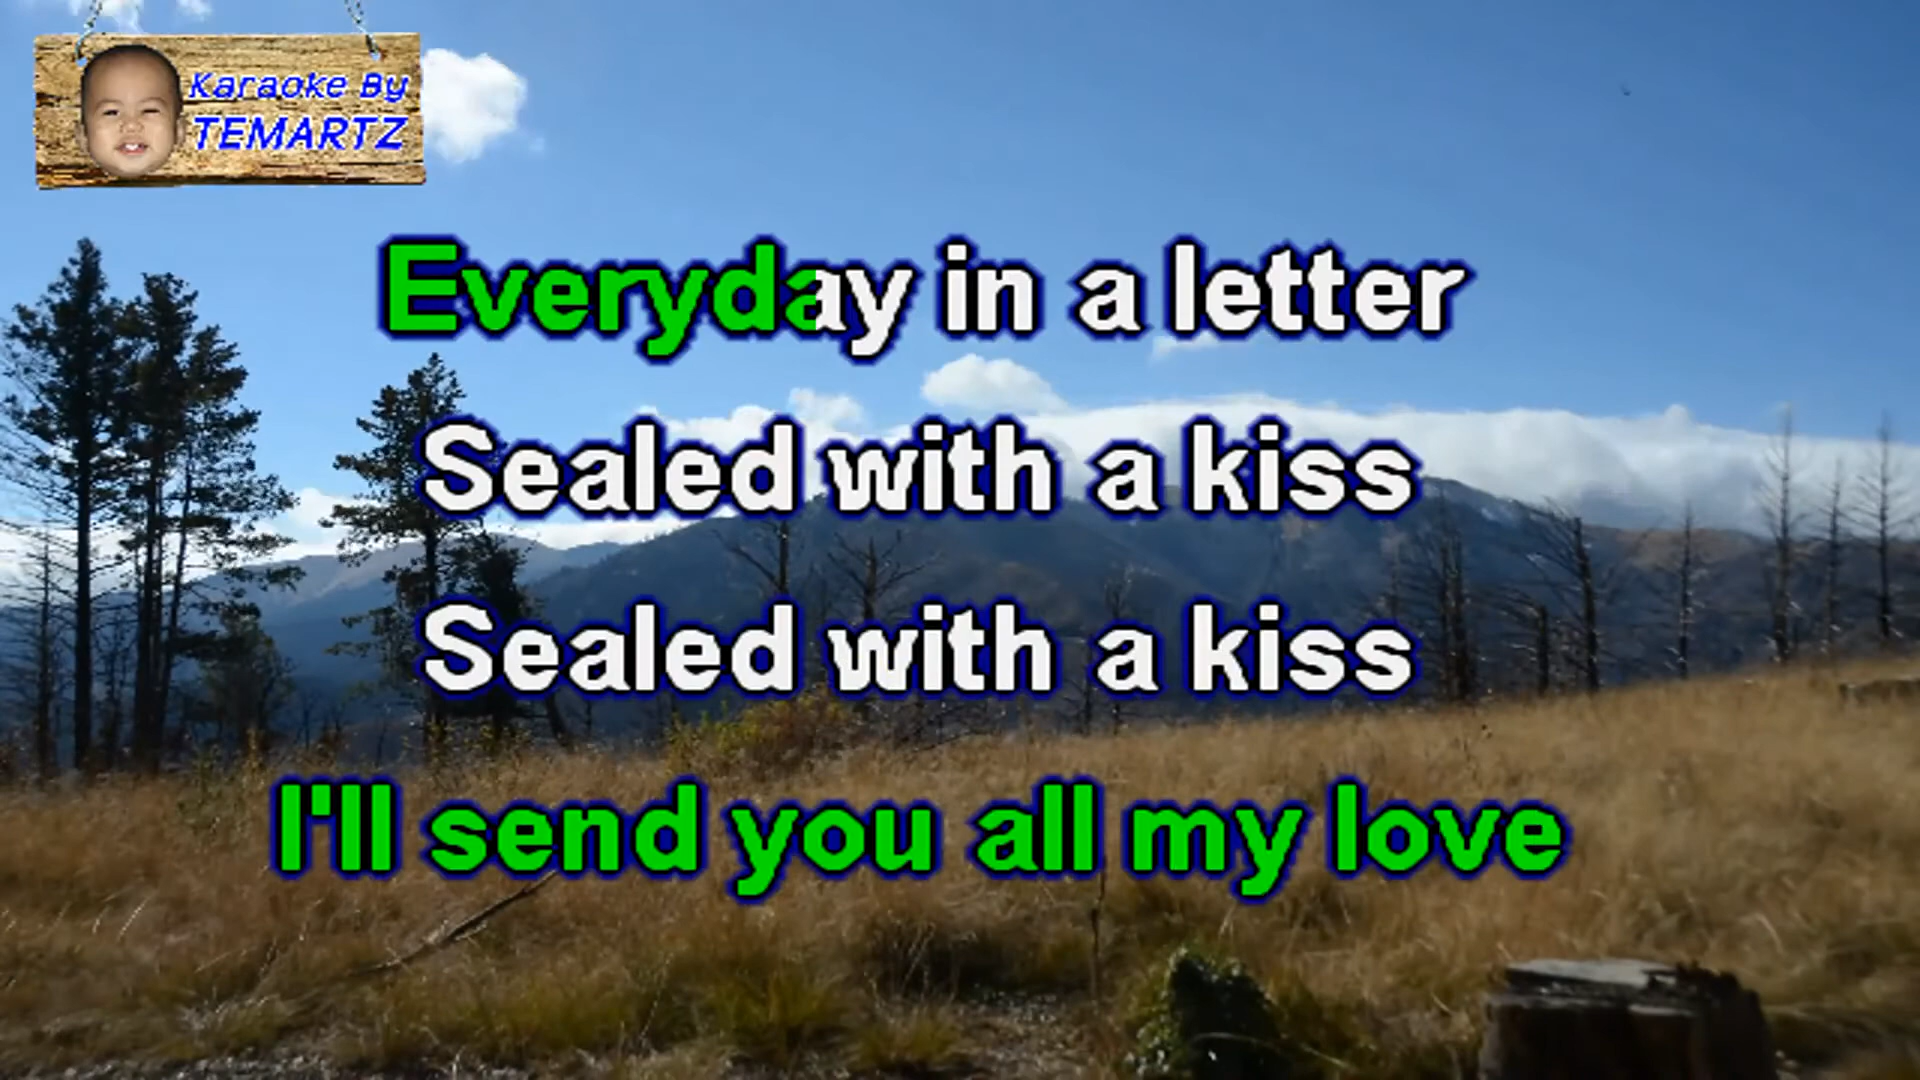 Karaoke By
TEMARTZ
Everyday in a letter
Sealed with a kiss
Sealed with a kiss
I'll send you all my love